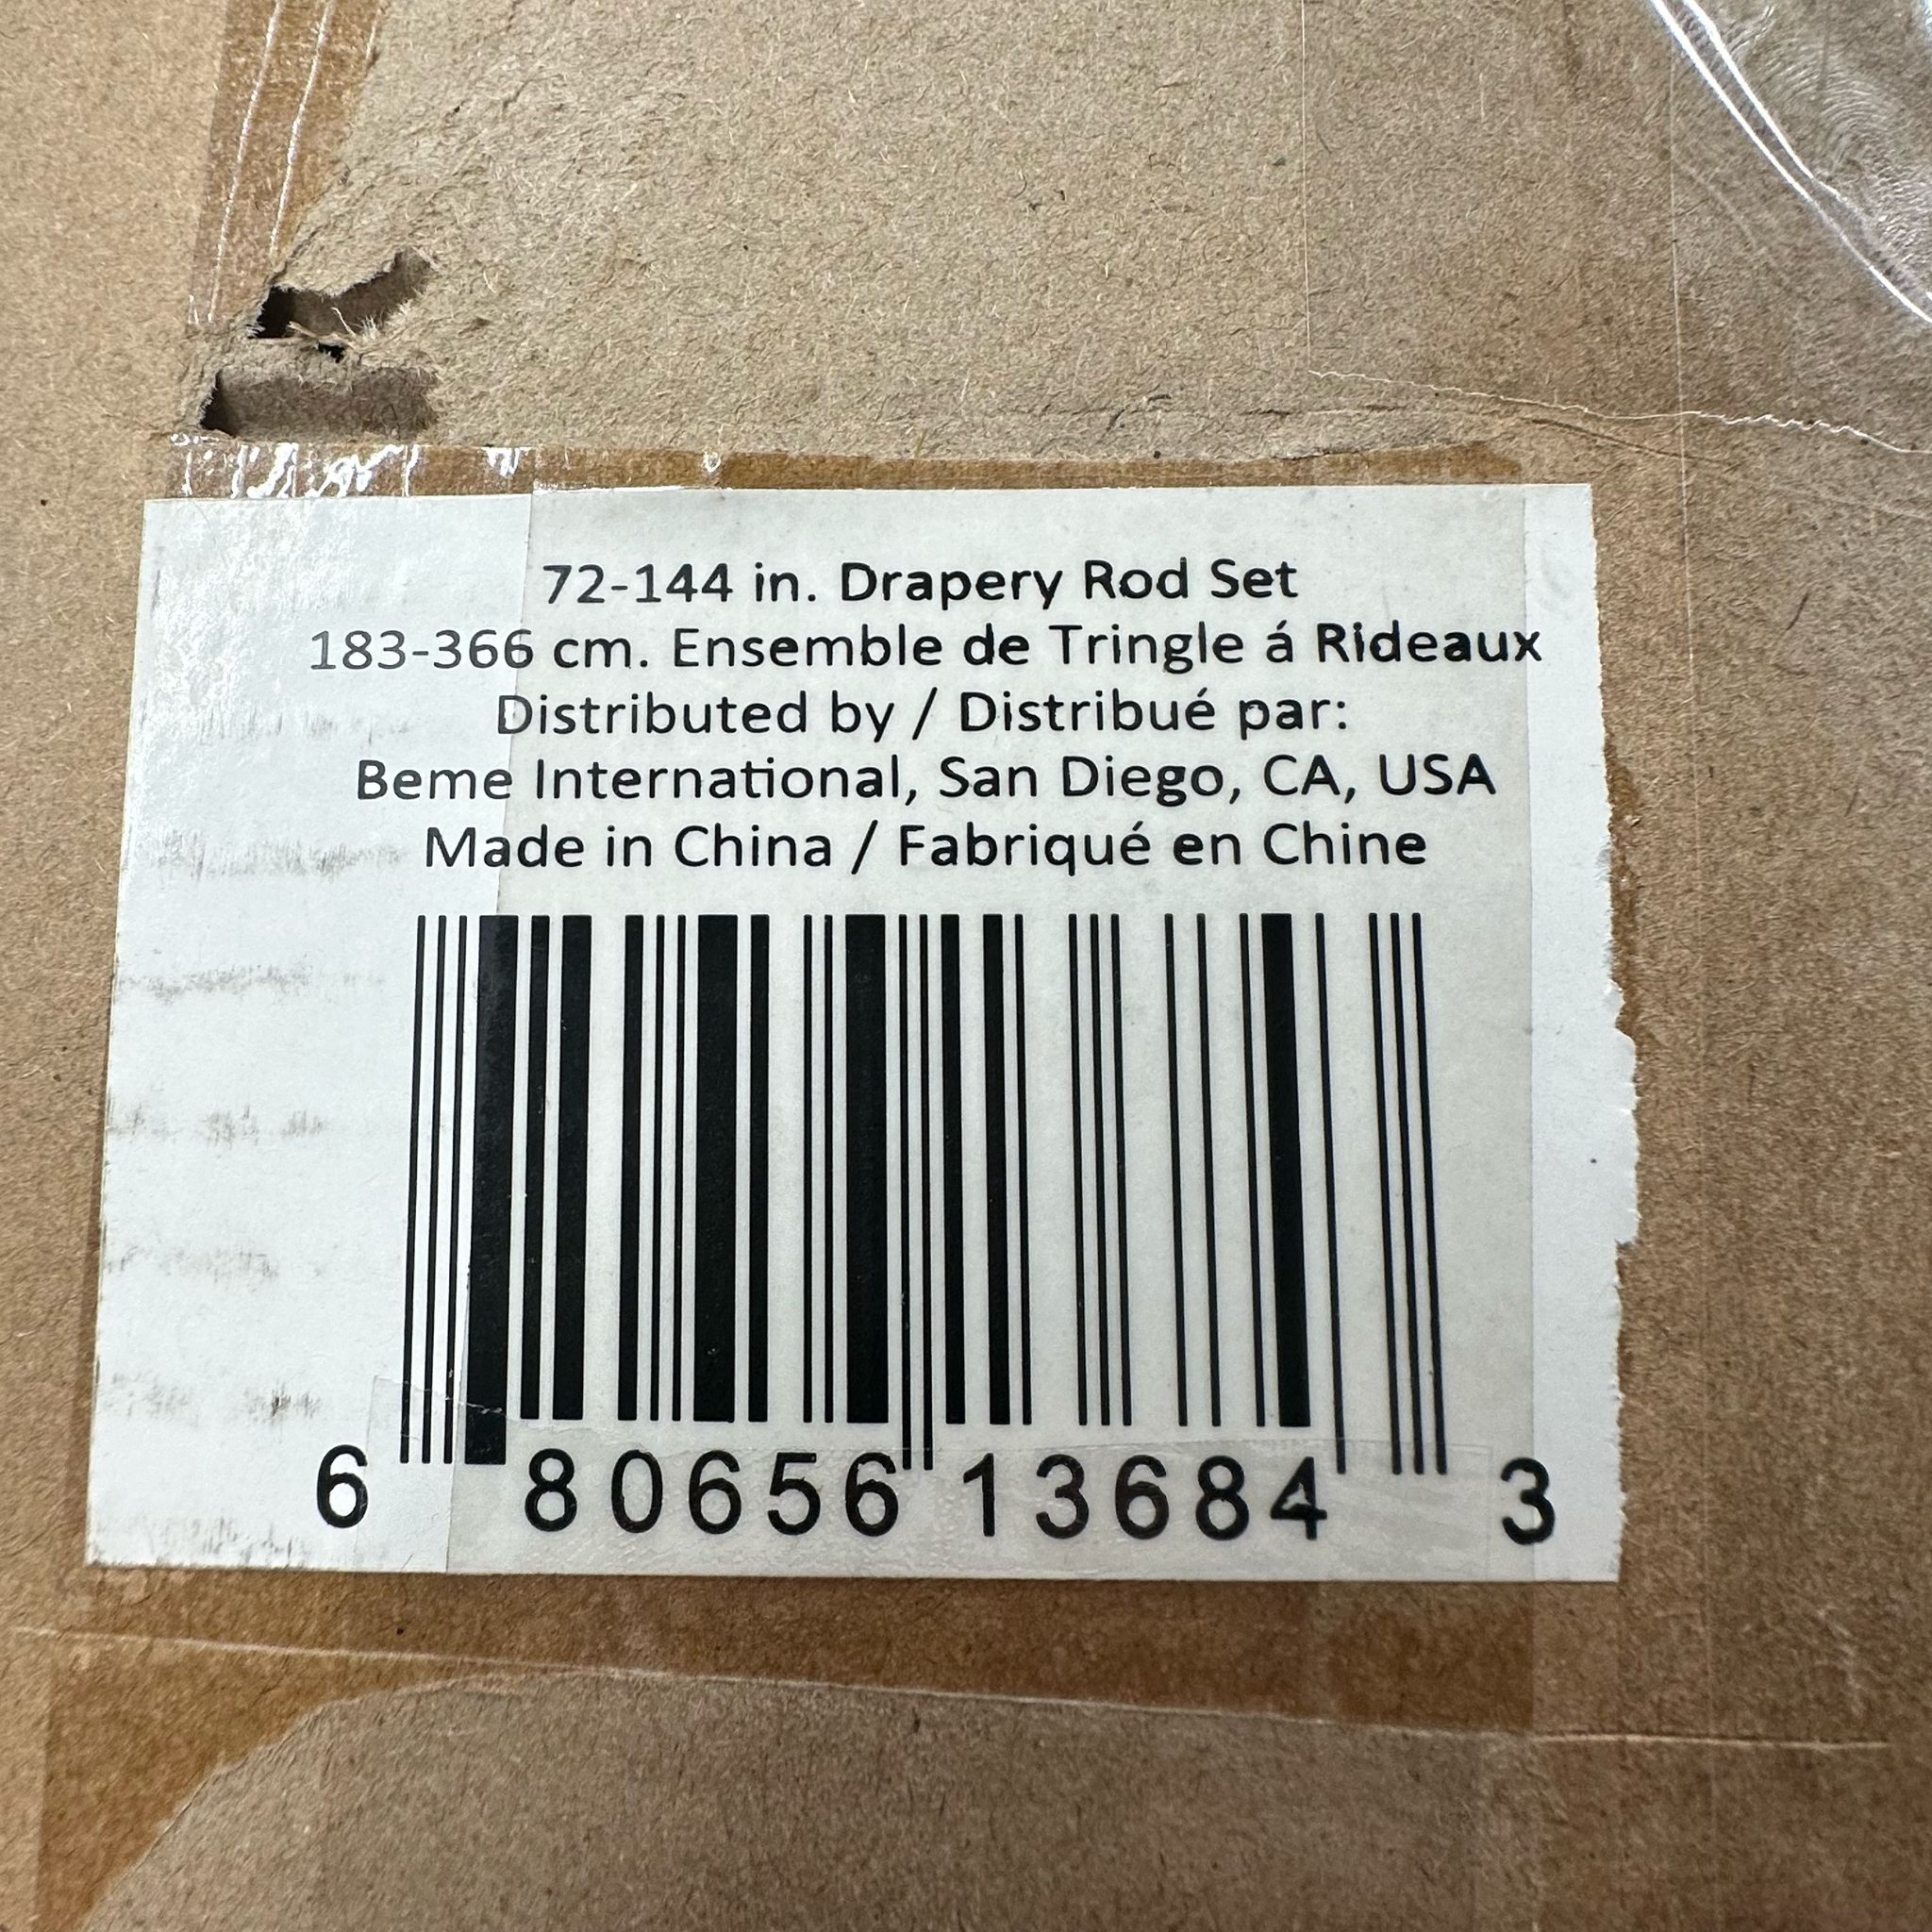 72-144 in. Drapery Rod Set
183-366 cm. Ensemble de Tringle á Rideaux
Distributed by / Distribué par:
Beme International, San Diego, CA, USA
Made in China / Fabriqué en Chine
6 80656 13684 3